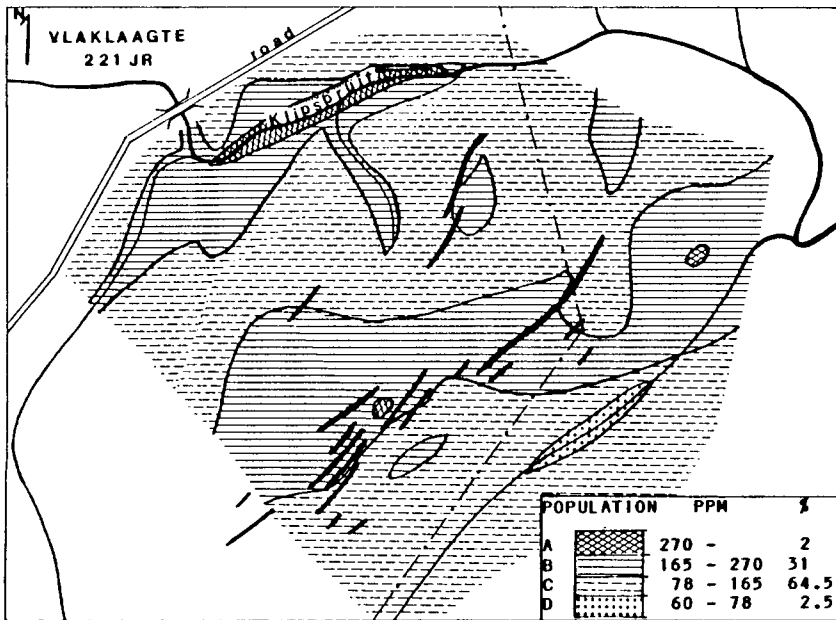 N
VLAKLAAGTE
221 JR
road
Klipspruit
POPULATION PPM %
A 270 - 2
B 165 - 270 31
C 78 - 165 64.5
D 60 - 78 2.5